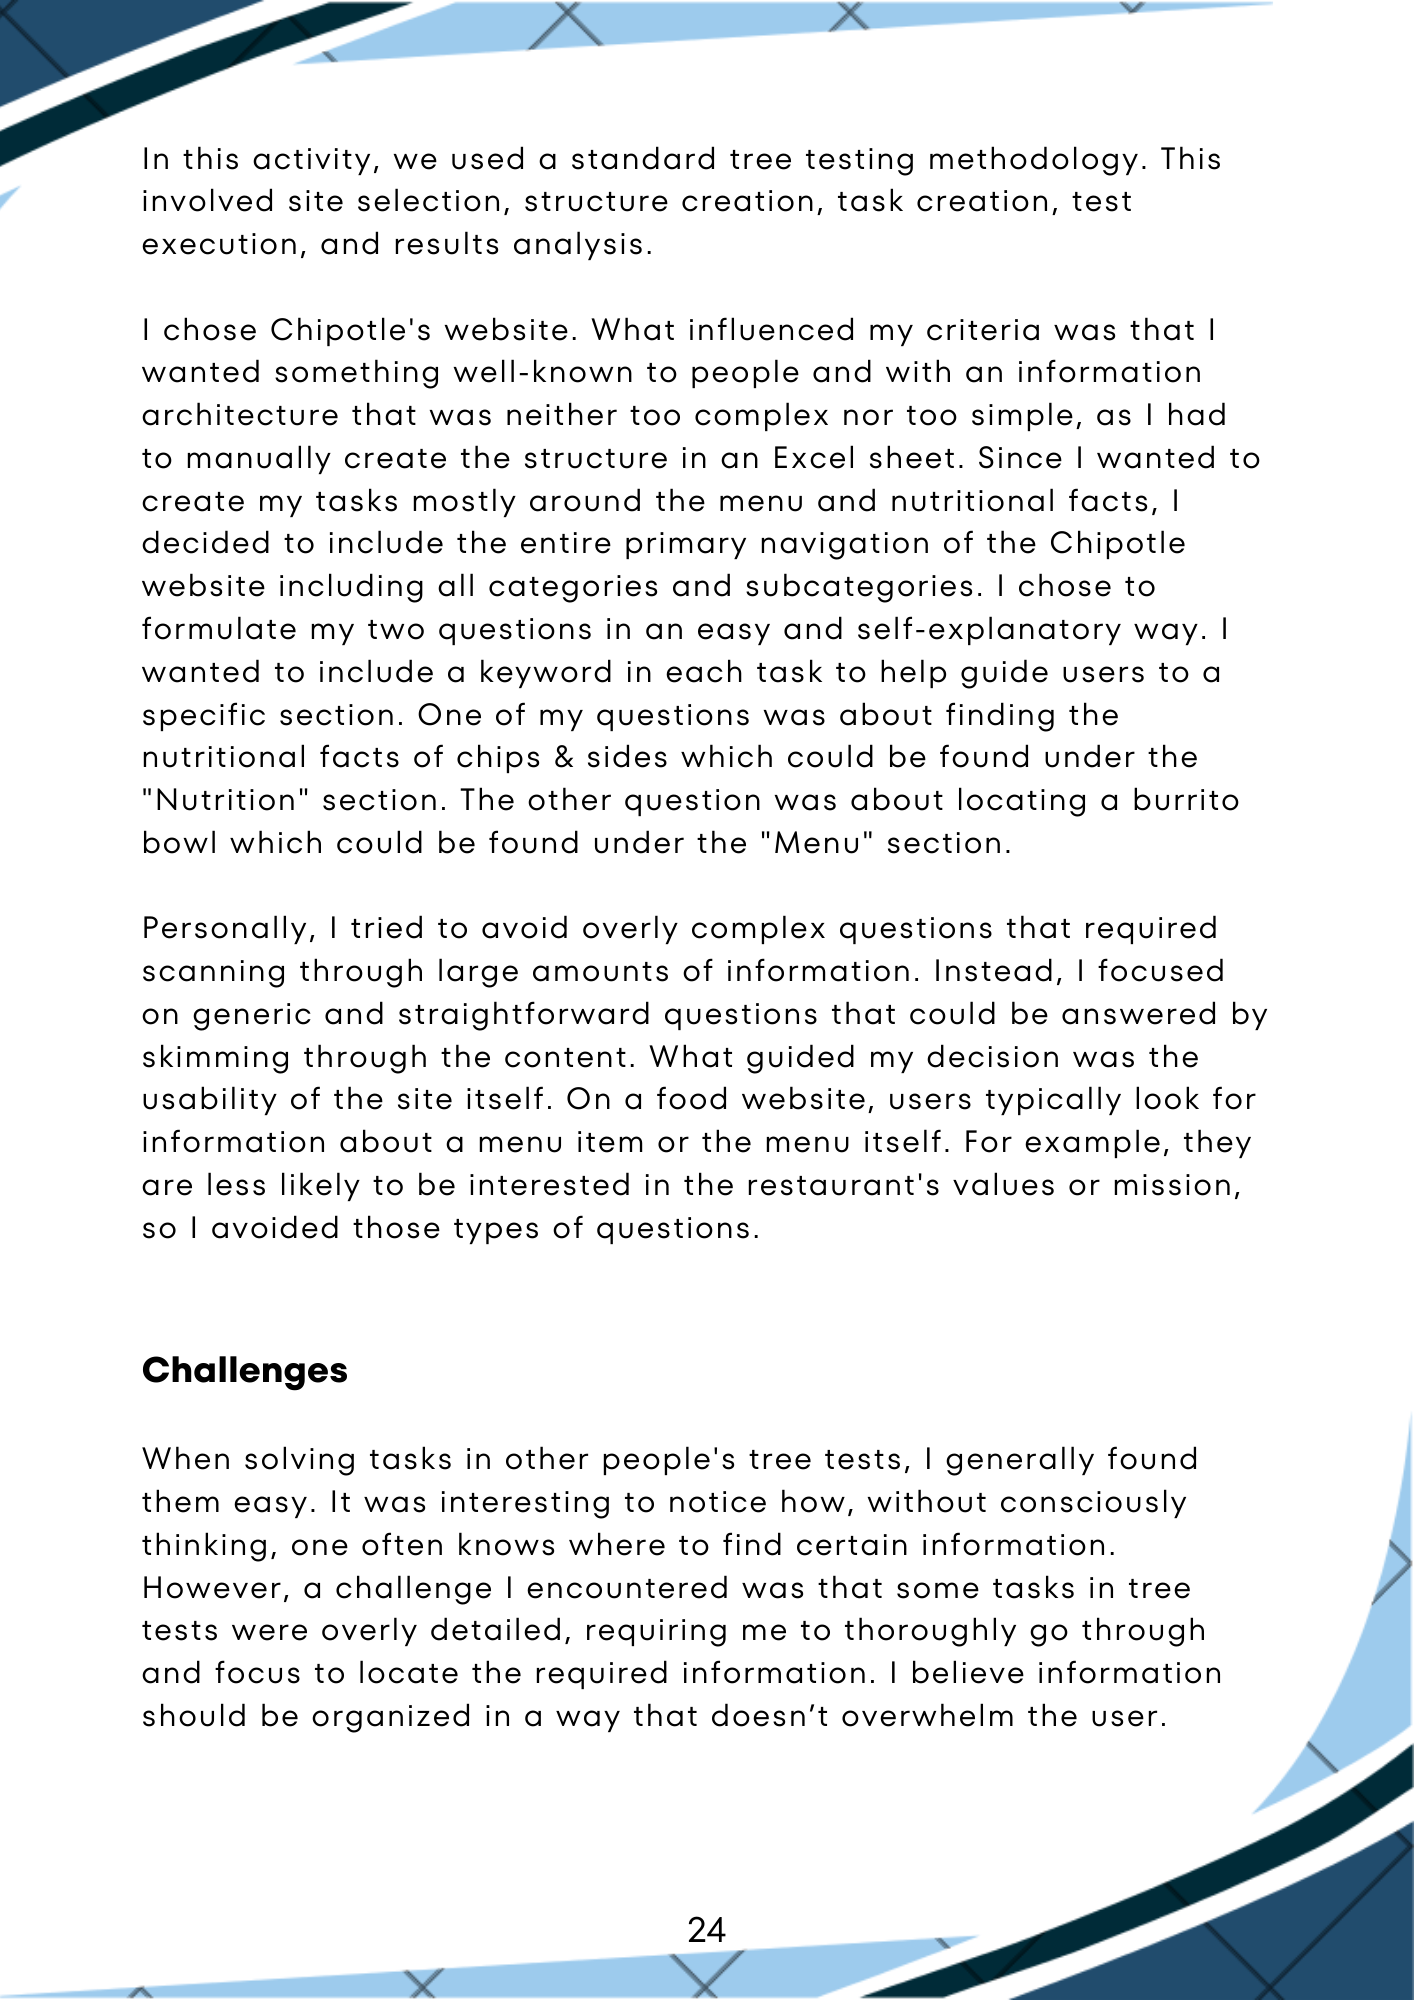 In this activity, we used a standard tree testing methodology. This
involved site selection, structure creation, task creation, test
execution, and results analysis.
I chose Chipotle's website. What influenced my criteria was that I
wanted something well-known to people and with an information
architecture that was neither too complex nor too simple, as I had
to manually create the structure in an Excel sheet. Since I wanted to
create my tasks mostly around the menu and nutritional facts, I
decided to include the entire primary navigation of the Chipotle
website including all categories and subcategories. I chose to
formulate my two questions in an easy and self-explanatory way. I
wanted to include a keyword in each task to help guide users to a
specific section. One of my questions was about finding the
nutritional facts of chips & sides which could be found under the
"Nutrition" section. The other question was about locating a burrito
bowl which could be found under the "Menu" section.
Personally, I tried to avoid overly complex questions that required
scanning through large amounts of information. Instead, I focused
on generic and straightforward questions that could be answered by
skimming through the content. What guided my decision was the
usability of the site itself. On a food website, users typically look for
information about a menu item or the menu itself. For example, they
are less likely to be interested in the restaurant's values or mission,
so I avoided those types of questions.
Challenges
When solving tasks in other people's tree tests, I generally found
them easy. It was interesting to notice how, without consciously
thinking, one often knows where to find certain information.
However, a challenge I encountered was that some tasks in tree
tests were overly detailed, requiring me to thoroughly go through
and focus to locate the required information. I believe information
should be organized in a way that doesn’t overwhelm the user.
24